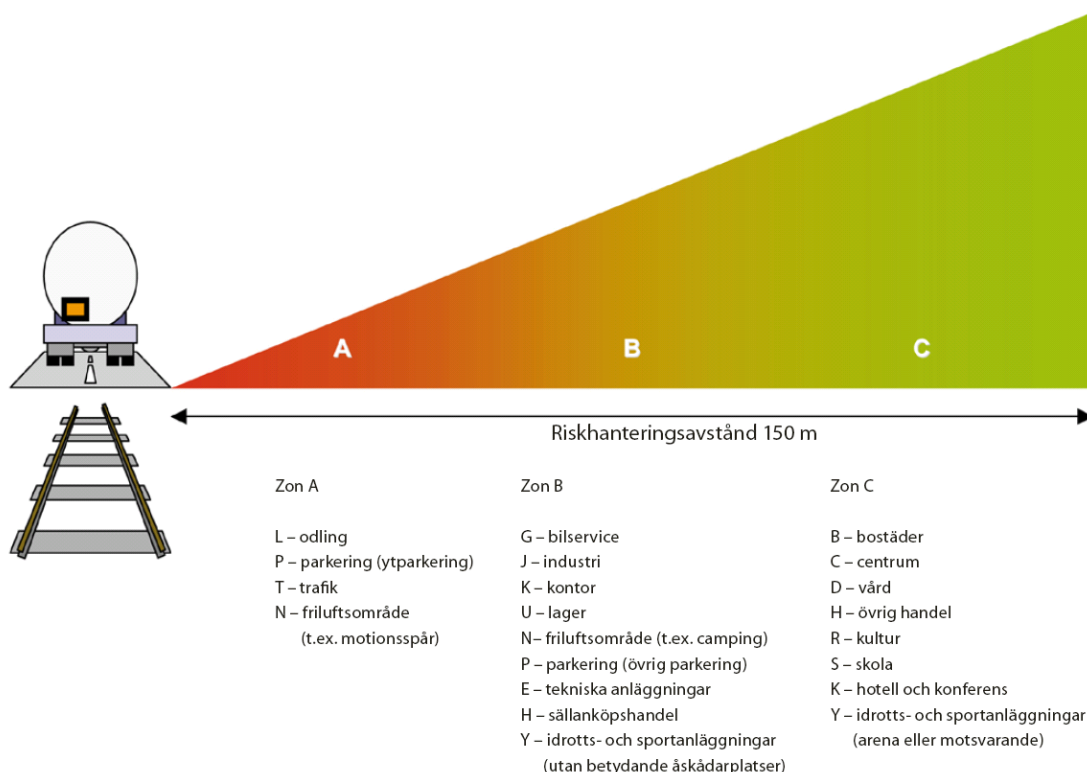 A
B
C
Riskhanteringsavstånd 150 m
Zon A
L – odling
P – parkering (ytparkering)
T – trafik
N – friluftsområde
(t.ex. motionsspår)
Zon B
G – bilservice
J – industri
K – kontor
U – lager
N – friluftsområde (t.ex. camping)
P – parkering (övrig parkering)
E – tekniska anläggningar
H – sällanköpshandel
Y – idrotts- och sportanläggningar
(utan betydande åskådarplatser)
Zon C
B – bostäder
C – centrum
D – vård
H – övrig handel
R – kultur
S – skola
K – hotell och konferens
Y – idrotts- och sportanläggningar
(arena eller motsvarande)